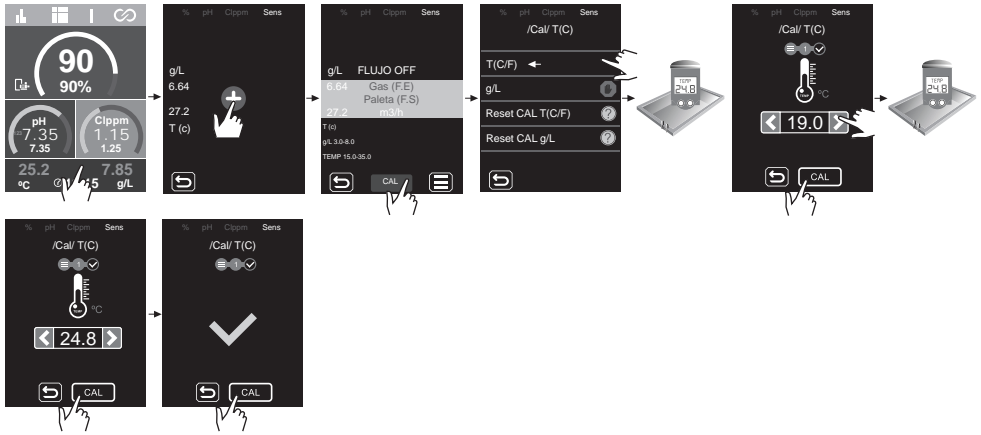 90
90%
pH
7.35
7.35
Clppm
1.15
1.25
25.2
7.85
ºC
5
g/L
% pH Clppm Sens
g/L
6.64
27.2
T (c)
% pH Clppm Sens
g/L FLUJO OFF
6.64 Gas (F.E)
Paleta (F.S)
27.2 m3/h
T (c)
g/L 3.0-8.0
TEMP 15.0-35.0
CAL
% pH Clppm Sens
/Cal/ T(C)
T(C/F)
g/L
Reset CAL T(C/F) ?
Reset CAL g/L ?
TEMP
24.8
% pH Clppm Sens
/Cal/ T(C)
1
TEMP
ºC
19.0
CAL
TEMP
24.8
% pH Clppm Sens
/Cal/ T(C)
1
TEMP
ºC
24.8
CAL
% pH Clppm Sens
/Cal/ T(C)
1
CAL